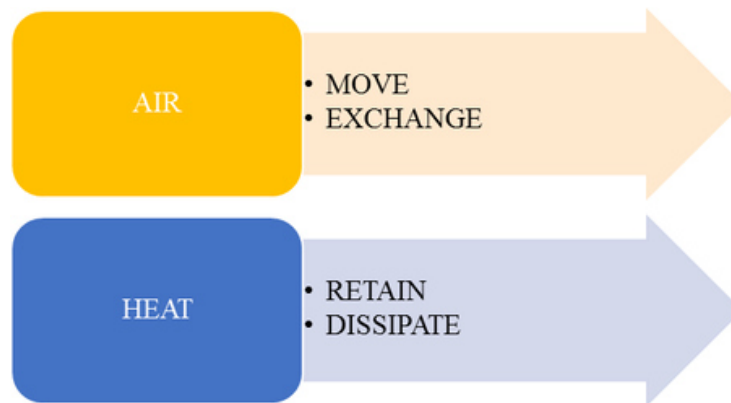 AIR
• MOVE
• EXCHANGE
HEAT
• RETAIN
• DISSIPATE